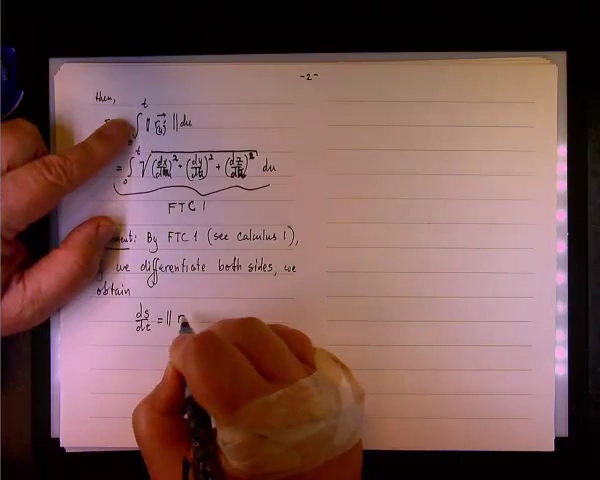 -2-
then,
∫₀ᵗ ‖ r⃗'(u) ‖ du
= ∫₀ᵗ √((dx/du)² + (dy/du)² + (dz/du)²) du
FTC 1
By FTC 1 (see Calculus 1),
we differentiate both sides, we
obtain
ds/dt = ‖ r